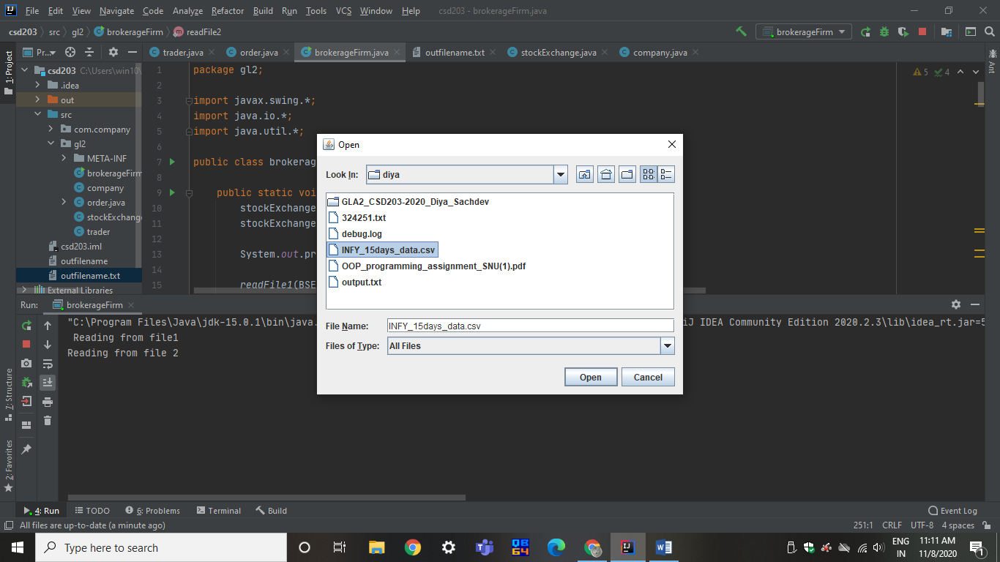 File Edit View Navigate Code Analyze Refactor Build Run Tools VCS Window Help csd203 - brokerageFirm.java
csd203 src gl2 brokerageFirm readFile2 brokerageFirm
Pr... trader.java order.java brokerageFirm.java outfilename.txt stockExchange.java company.java
1: Project
Ant
csd203 C:\Users\win10\
.idea
out
src
com.company
gl2
META-INF
brokerageFirm
company
order.java
stockExchange
trader
csd203.iml
outfilename
outfilename.txt
External Libraries
5 4
1 package gl2;
2
3 import javax.swing.*;
4 import java.io.*;
5 import java.util.*;
6
7 public class brokerag
8
9 public static voi
10 stockExchange
11 stockExchange
12
13 System.out.pr
14
15 readFile1(BSE
Open
Look In: diya
GLA2_CSD203-2020_Diya_Sachdev
324251.txt
debug.log
INFY_15days_data.csv
OOP_programming_assignment_SNU(1).pdf
output.txt
File Name: INFY_15days_data.csv
Files of Type: All Files
Open Cancel
Run: brokerageFirm
"C:\Program Files\Java\jdk-15.0.1\bin\java. iJ IDEA Community Edition 2020.2.3\lib\idea_rt.jar=5
Reading from file1
Reading from file 2
7: Structure
2: Favorites
4: Run TODO 6: Problems Terminal Build Event Log
All files are up-to-date (a minute ago) 251:1 CRLF UTF-8 4 spaces
Type here to search
QB
64
ENG
IN
11:11 AM
11/8/2020
1